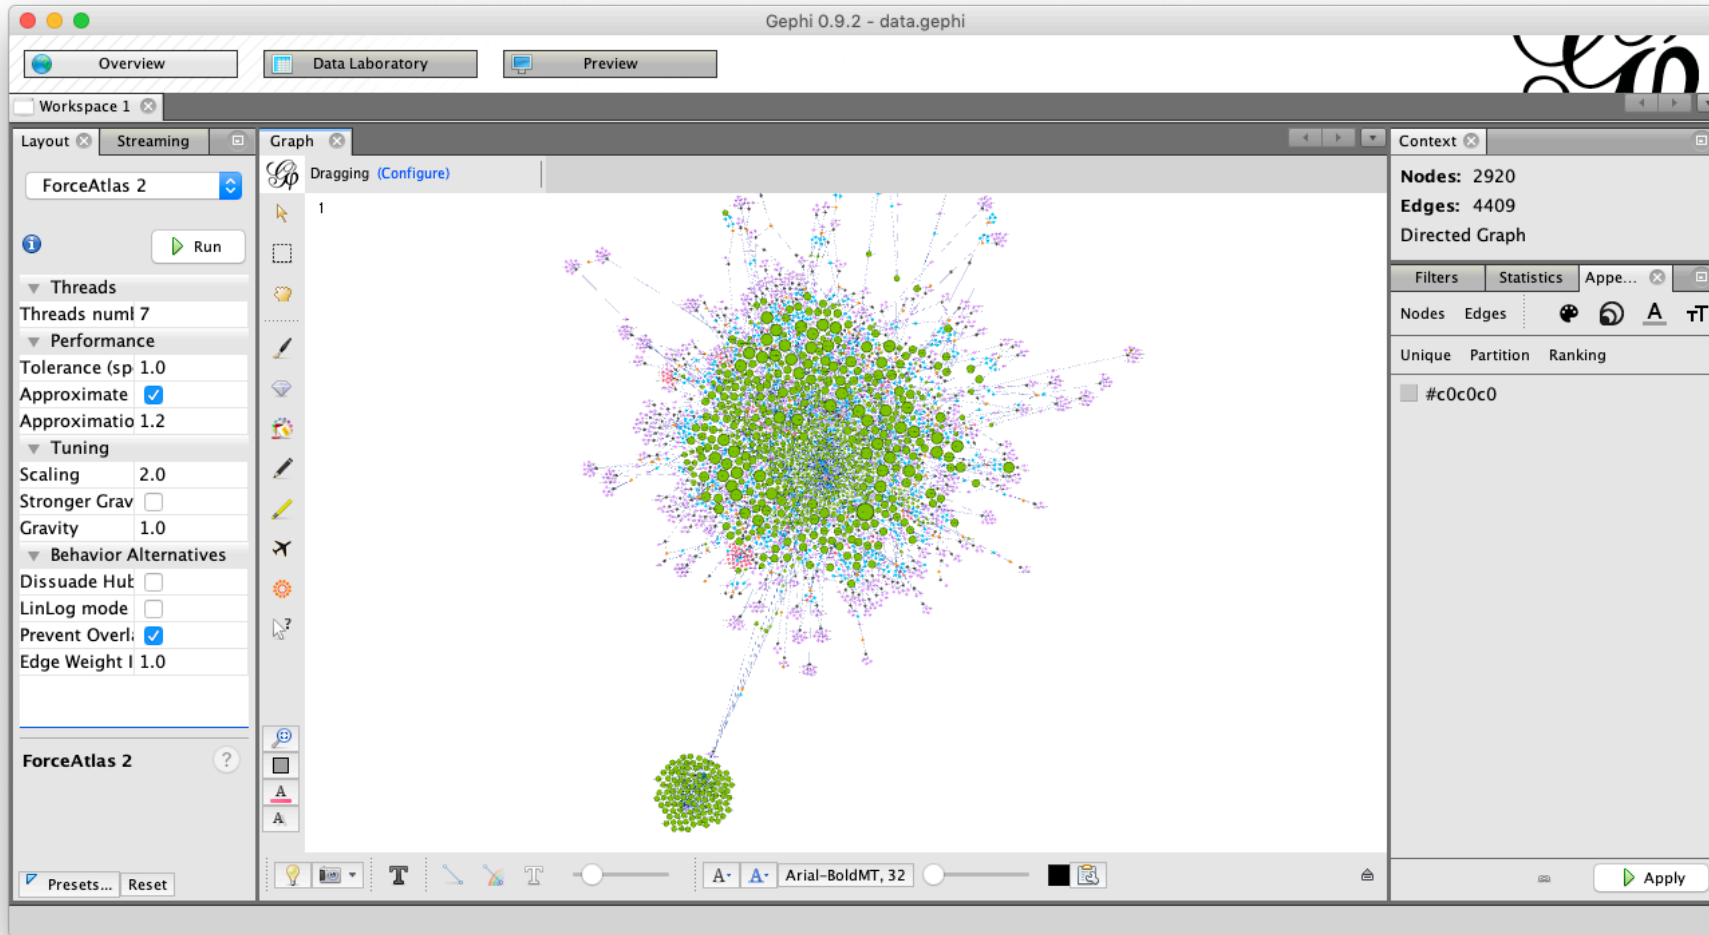 Gephi 0.9.2 - data.gephi
Overview
Data Laboratory
Preview
Workspace 1
Layout
Streaming
ForceAtlas 2
Run
Threads
Threads numb 7
Performance
Tolerance (sp 1.0
Approximate
Approximatio 1.2
Tuning
Scaling 2.0
Stronger Grav
Gravity 1.0
Behavior Alternatives
Dissuade Hub
LinLog mode
Prevent Overla
Edge Weight I 1.0
ForceAtlas 2
?
Presets...
Reset
Graph
Dragging (Configure)
1
?
A
A
T
T
A-
A-
Arial-BoldMT, 32
Context
Nodes: 2920
Edges: 4409
Directed Graph
Filters
Statistics
Appe...
Nodes
Edges
A
TT
Unique
Partition
Ranking
#c0c0c0
Apply